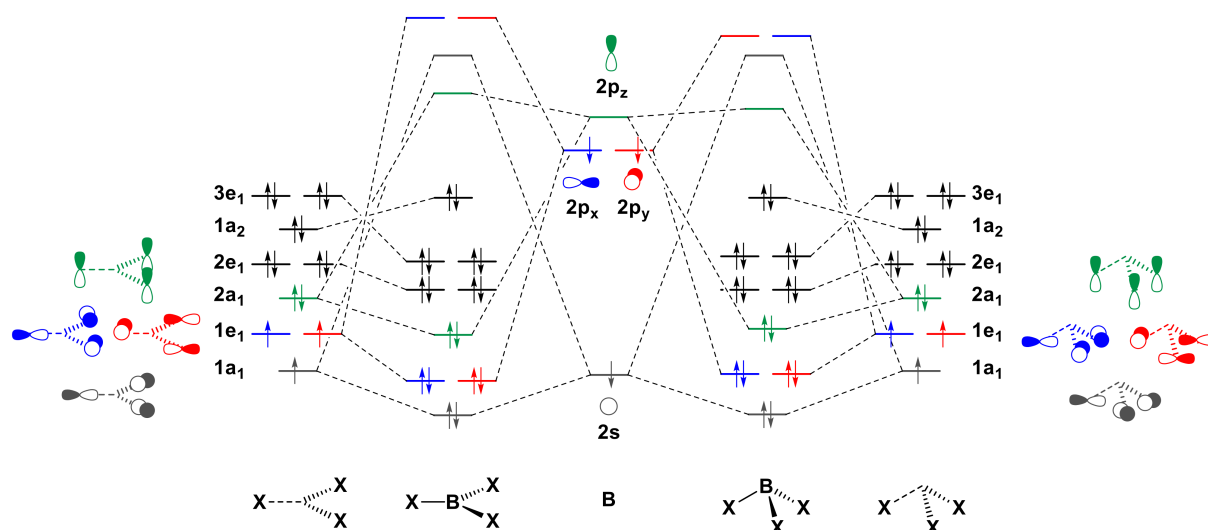 2pz
3e1 3e1
2px 2py
1a2 1a2
2e1 2e1
2a1 2a1
1e1 1e1
1a1 1a1
2s
X X X
X B X X
B
B X X X
X X X